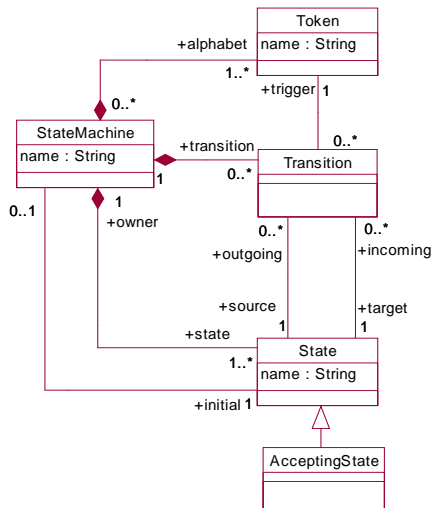 Token
name : String
+alphabet
1..*
+trigger
1
0..*
StateMachine
name : String
+transition
1
0..*
0..*
Transition
0..1
1
+owner
0..*
+outgoing
0..*
+incoming
+source
1
+target
1
+state
1..*
State
name : String
+initial
1
AcceptingState